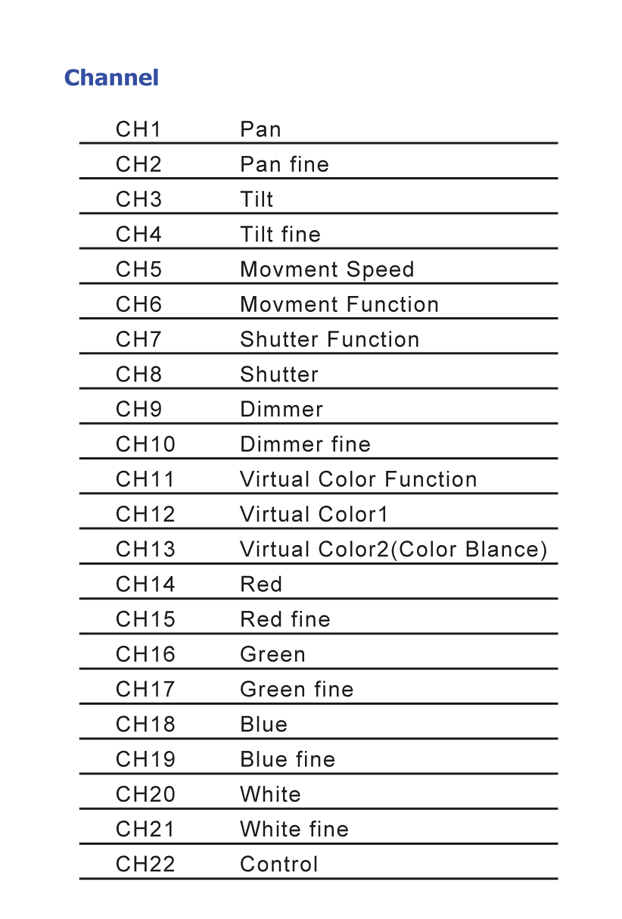 Channel
CH1 Pan
CH2 Pan fine
CH3 Tilt
CH4 Tilt fine
CH5 Movment Speed
CH6 Movment Function
CH7 Shutter Function
CH8 Shutter
CH9 Dimmer
CH10 Dimmer fine
CH11 Virtual Color Function
CH12 Virtual Color1
CH13 Virtual Color2(Color Blance)
CH14 Red
CH15 Red fine
CH16 Green
CH17 Green fine
CH18 Blue
CH19 Blue fine
CH20 White
CH21 White fine
CH22 Control